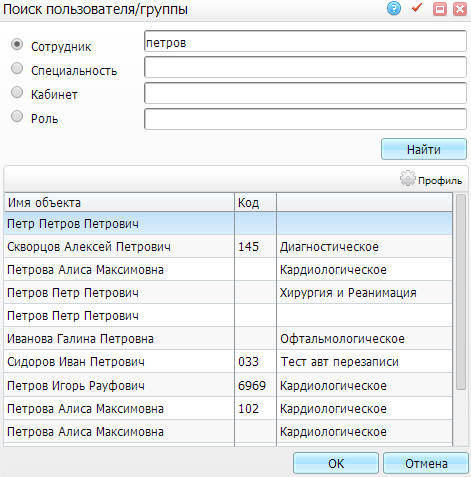 Поиск пользователя/группы
Сотрудник петров
Специальность
Кабинет
Роль
Найти
Профиль
Имя объекта Код
Петр Петров Петрович
Скворцов Алексей Петрович 145 Диагностическое
Петрова Алиса Максимовна Кардиологическое
Петров Петр Петрович Хирургия и Реанимация
Петров Петр Петрович
Иванова Галина Петровна Офтальмологическое
Сидоров Иван Петрович 033 Тест авт перезаписи
Петров Игорь Рауфович 6969 Кардиологическое
Петрова Алиса Максимовна 102 Кардиологическое
Петрова Алиса Максимовна Кардиологическое
ОК Отмена